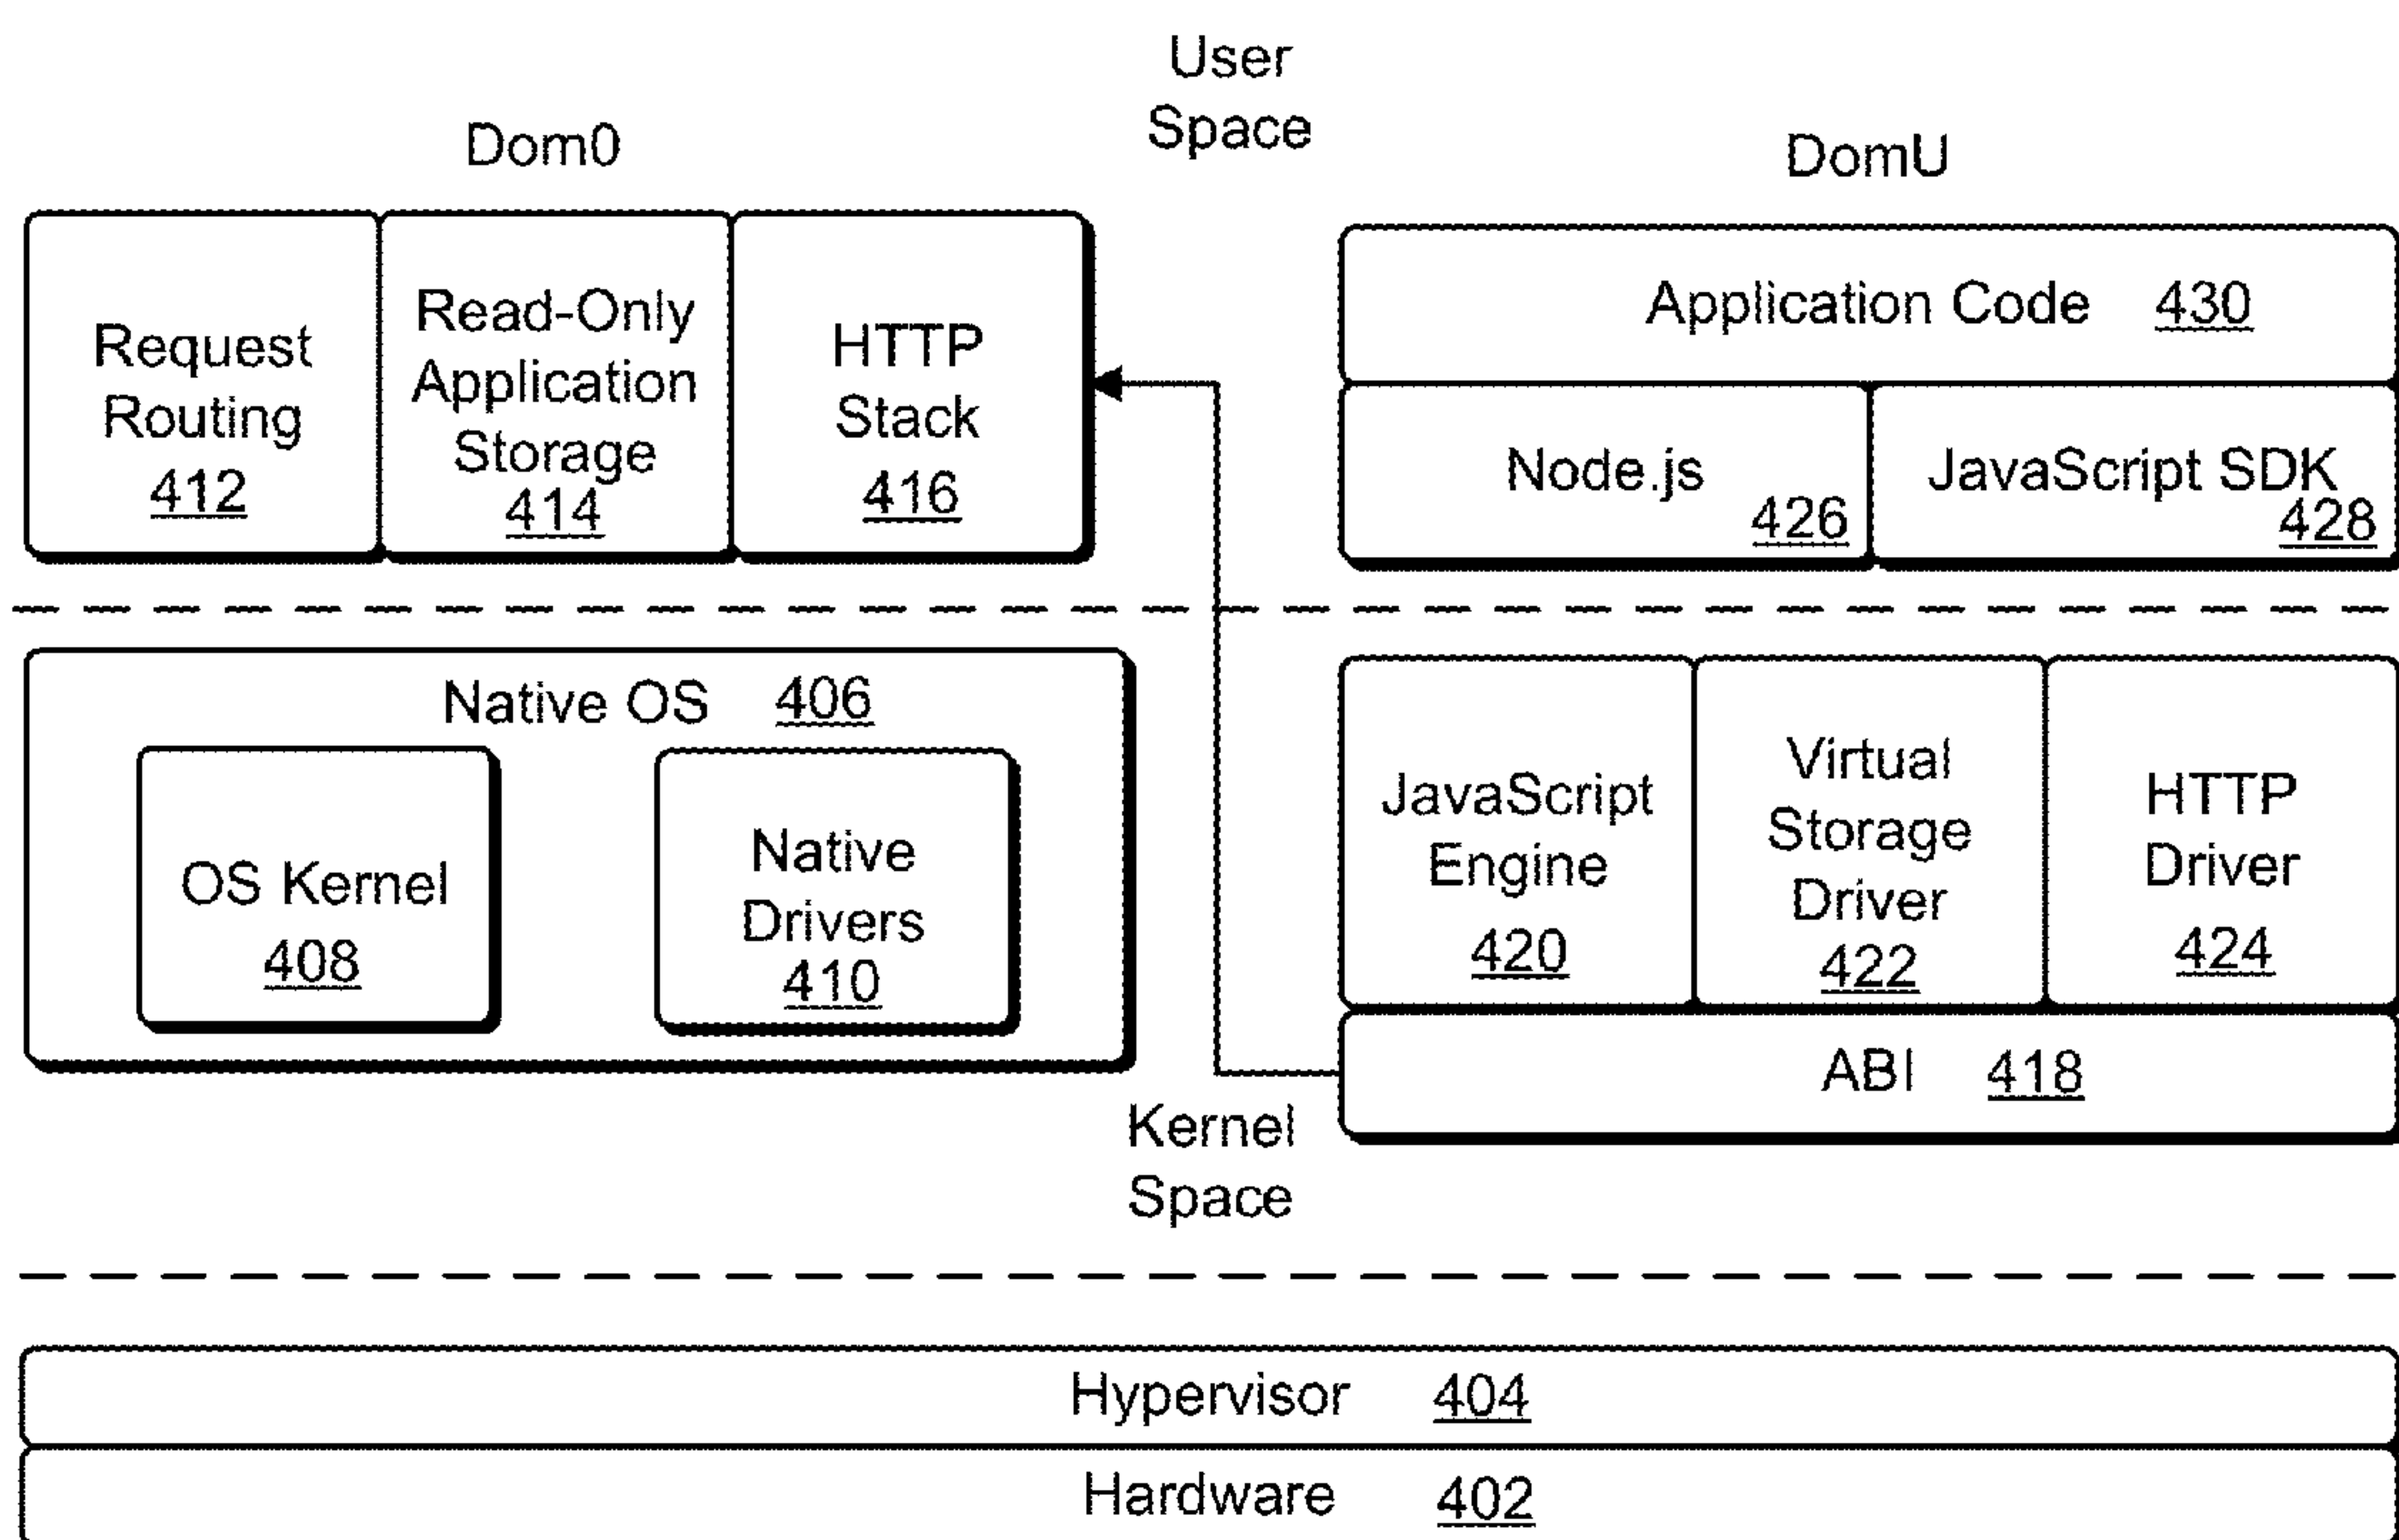 User
Space
Dom0
DomU
Request
Routing
412
Read-Only
Application
Storage
414
HTTP
Stack
416
Application Code 430
Node.js
426
JavaScript SDK
428
Native OS 406
OS Kernel
408
Native
Drivers
410
JavaScript
Engine
420
Virtual
Storage
Driver
422
HTTP
Driver
424
ABI 418
Kernel
Space
Hypervisor 404
Hardware 402